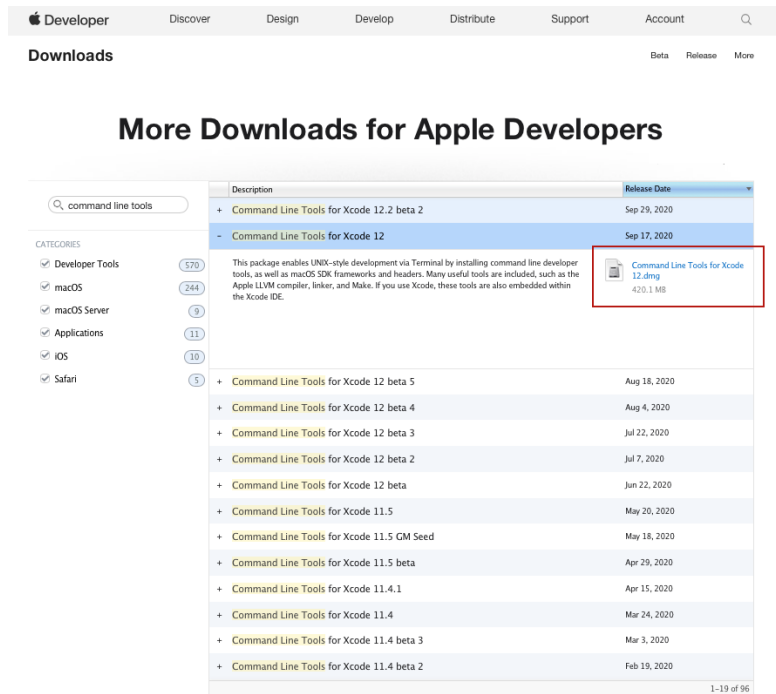 Developer Discover Design Develop Distribute Support Account
Downloads Beta Release More
More Downloads for Apple Developers
command line tools
CATEGORIES
Developer Tools 570
macOS 244
macOS Server 9
Applications 11
iOS 10
Safari 5
Description Release Date
+ Command Line Tools for Xcode 12.2 beta 2 Sep 29, 2020
− Command Line Tools for Xcode 12 Sep 17, 2020
This package enables UNIX-style development via Terminal by installing command line developer
tools, as well as macOS SDK frameworks and headers. Many useful tools are included, such as the
Apple LLVM compiler, linker, and Make. If you use Xcode, these tools are also embedded within
the Xcode IDE.
Command Line Tools for Xcode
12.dmg
420.1 MB
+ Command Line Tools for Xcode 12 beta 5 Aug 18, 2020
+ Command Line Tools for Xcode 12 beta 4 Aug 4, 2020
+ Command Line Tools for Xcode 12 beta 3 Jul 22, 2020
+ Command Line Tools for Xcode 12 beta 2 Jul 7, 2020
+ Command Line Tools for Xcode 12 beta Jun 22, 2020
+ Command Line Tools for Xcode 11.5 May 20, 2020
+ Command Line Tools for Xcode 11.5 GM Seed May 18, 2020
+ Command Line Tools for Xcode 11.5 beta Apr 29, 2020
+ Command Line Tools for Xcode 11.4.1 Apr 15, 2020
+ Command Line Tools for Xcode 11.4 Mar 24, 2020
+ Command Line Tools for Xcode 11.4 beta 3 Mar 3, 2020
+ Command Line Tools for Xcode 11.4 beta 2 Feb 19, 2020
1–19 of 96